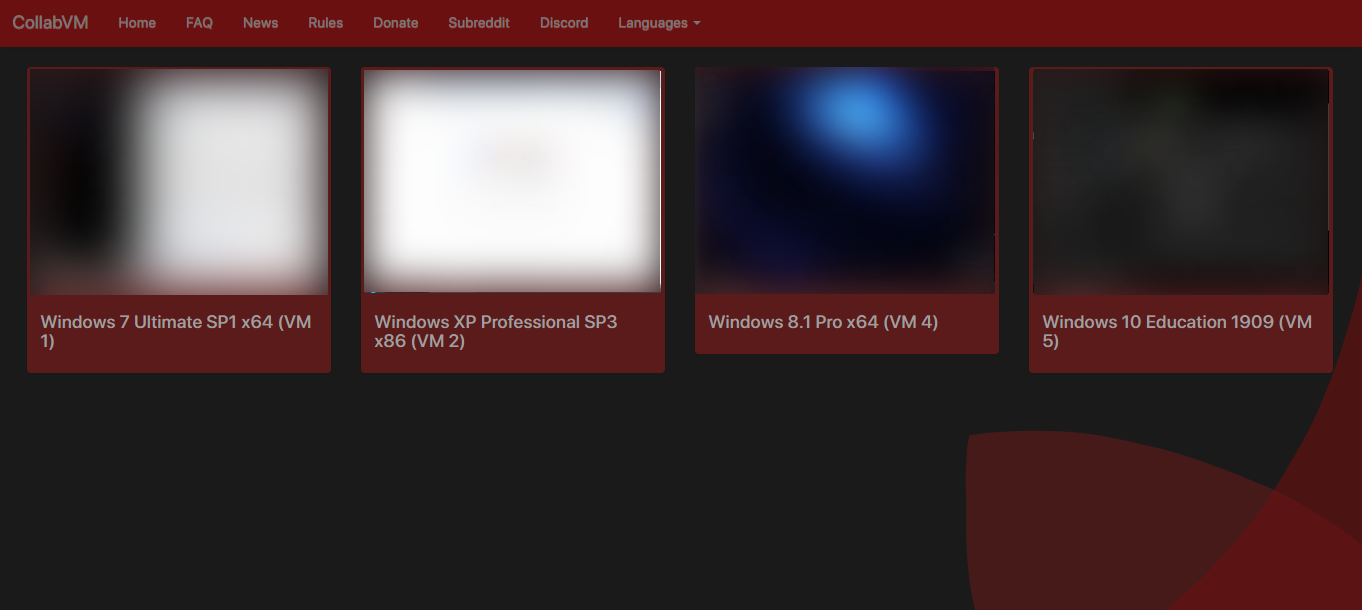 CollabVM Home FAQ News Rules Donate Subreddit Discord Languages
Windows 7 Ultimate SP1 x64 (VM
1)
Windows XP Professional SP3
x86 (VM 2)
Windows 8.1 Pro x64 (VM 4)
Windows 10 Education 1909 (VM
5)